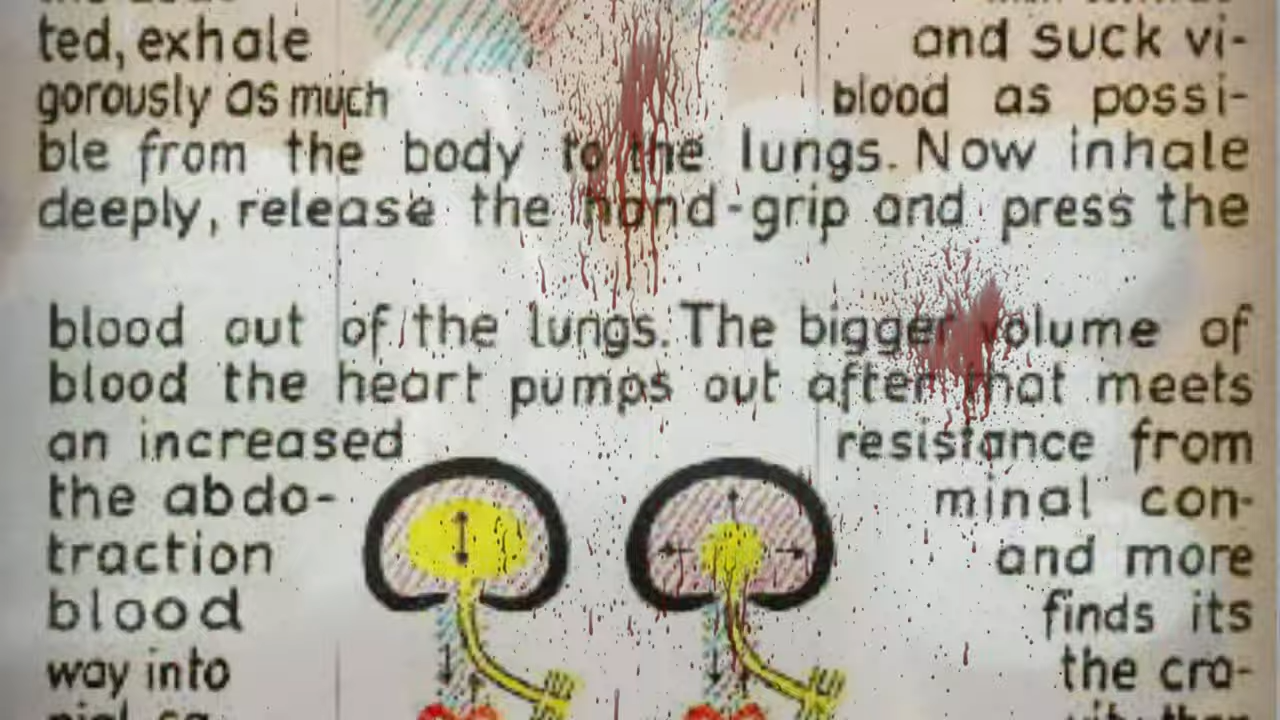 ted, exhale and suck vi-
gorously as much blood as possi-
ble from the body to the lungs. Now inhale
deeply, release the hand-grip and press the
blood out of the lungs. The bigger volume of
blood the heart pumps out after that meets
an increased resistance from
the abdo- minal con-
traction and more
blood finds its
way into the cra-